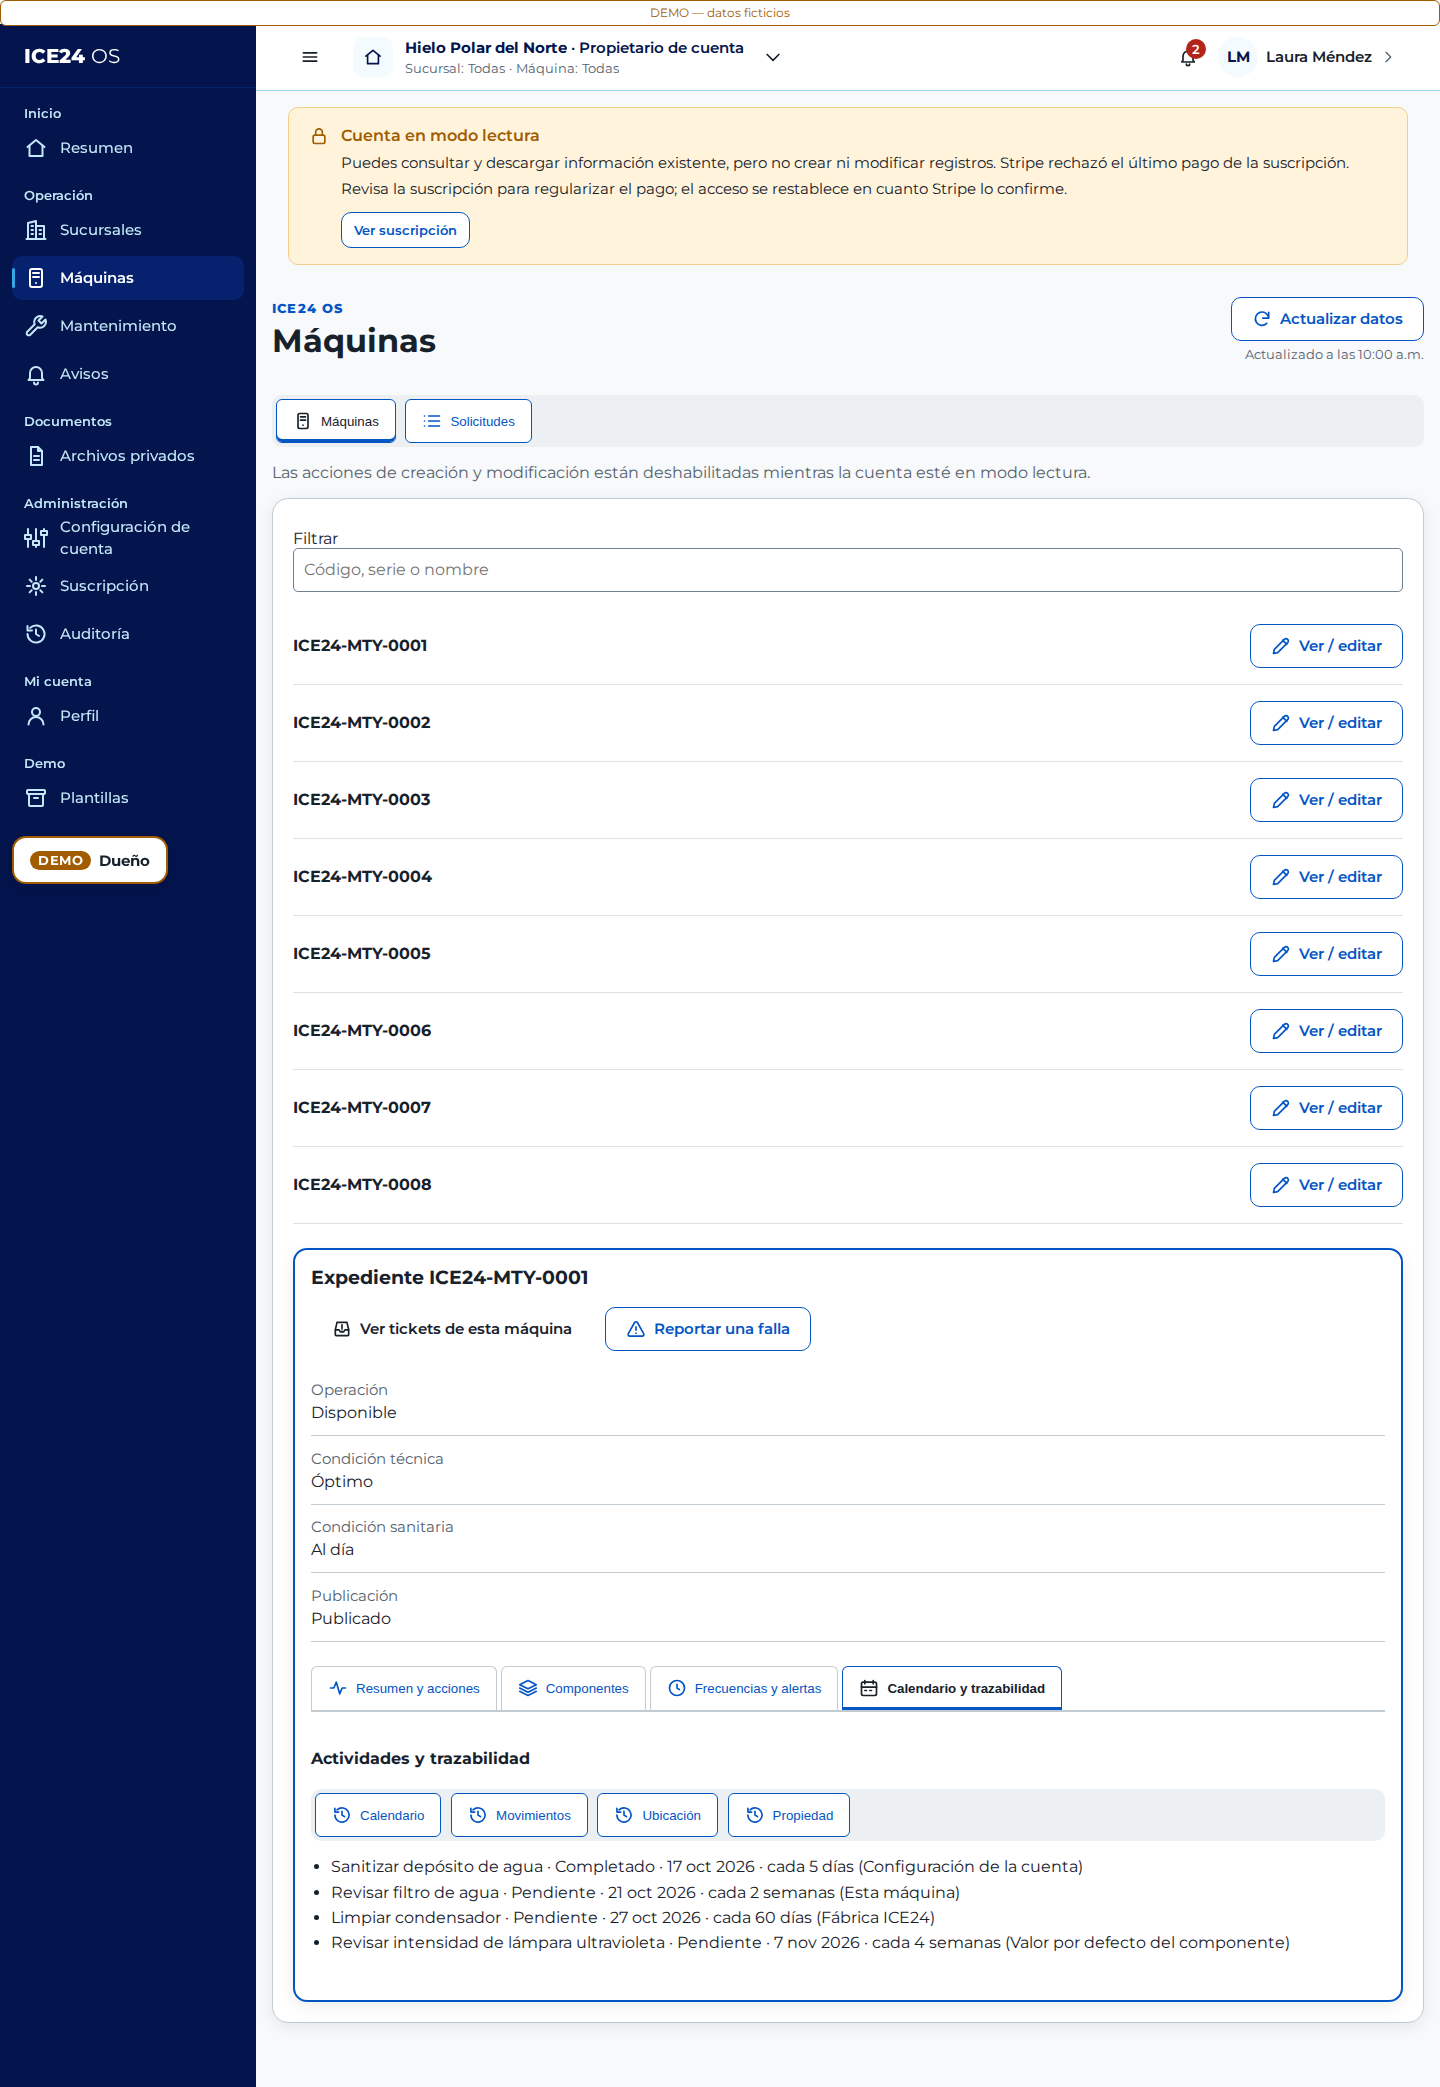 DEMO — datos ficticios
ICE24 OS
Inicio
Resumen
Operación
Sucursales
Máquinas
Mantenimiento
Avisos
Documentos
Archivos privados
Administración
Configuración de
cuenta
Suscripción
Auditoría
Mi cuenta
Perfil
Demo
Plantillas
DEMO Dueño
Hielo Polar del Norte · Propietario de cuenta
Sucursal: Todas · Máquina: Todas
2
LM Laura Méndez
Cuenta en modo lectura
Puedes consultar y descargar información existente, pero no crear ni modificar registros. Stripe rechazó el último pago de la suscripción.
Revisa la suscripción para regularizar el pago; el acceso se restablece en cuanto Stripe lo confirme.
Ver suscripción
ICE24 OS
Máquinas
Actualizar datos
Actualizado a las 10:00 a.m.
Máquinas Solicitudes
Las acciones de creación y modificación están deshabilitadas mientras la cuenta esté en modo lectura.
Filtrar
Código, serie o nombre
ICE24-MTY-0001 Ver / editar
ICE24-MTY-0002 Ver / editar
ICE24-MTY-0003 Ver / editar
ICE24-MTY-0004 Ver / editar
ICE24-MTY-0005 Ver / editar
ICE24-MTY-0006 Ver / editar
ICE24-MTY-0007 Ver / editar
ICE24-MTY-0008 Ver / editar
Expediente ICE24-MTY-0001
Ver tickets de esta máquina Reportar una falla
Operación
Disponible
Condición técnica
Óptimo
Condición sanitaria
Al día
Publicación
Publicado
Resumen y acciones Componentes Frecuencias y alertas Calendario y trazabilidad
Actividades y trazabilidad
Calendario Movimientos Ubicación Propiedad
• Sanitizar depósito de agua · Completado · 17 oct 2026 · cada 5 días (Configuración de la cuenta)
• Revisar filtro de agua · Pendiente · 21 oct 2026 · cada 2 semanas (Esta máquina)
• Limpiar condensador · Pendiente · 27 oct 2026 · cada 60 días (Fábrica ICE24)
• Revisar intensidad de lámpara ultravioleta · Pendiente · 7 nov 2026 · cada 4 semanas (Valor por defecto del componente)